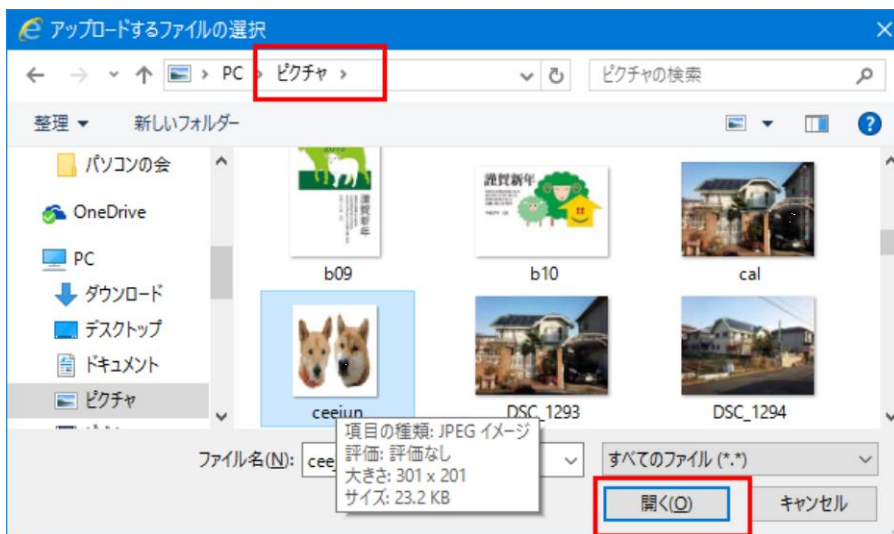 アップロードするファイルの選択
PC > ピクチャ >
ピクチャの検索
整理 新しいフォルダー
パソコンの会
OneDrive
PC
ダウンロード
デスクトップ
ドキュメント
ピクチャ
謹賀新年
謹賀新年
b09
b10
cal
ceejun
DSC_1293
DSC_1294
項目の種類: JPEG イメージ
評価: 評価なし
大きさ: 301 x 201
サイズ: 23.2 KB
ファイル名(N): cee
すべてのファイル (*.*)
開く(O)
キャンセル